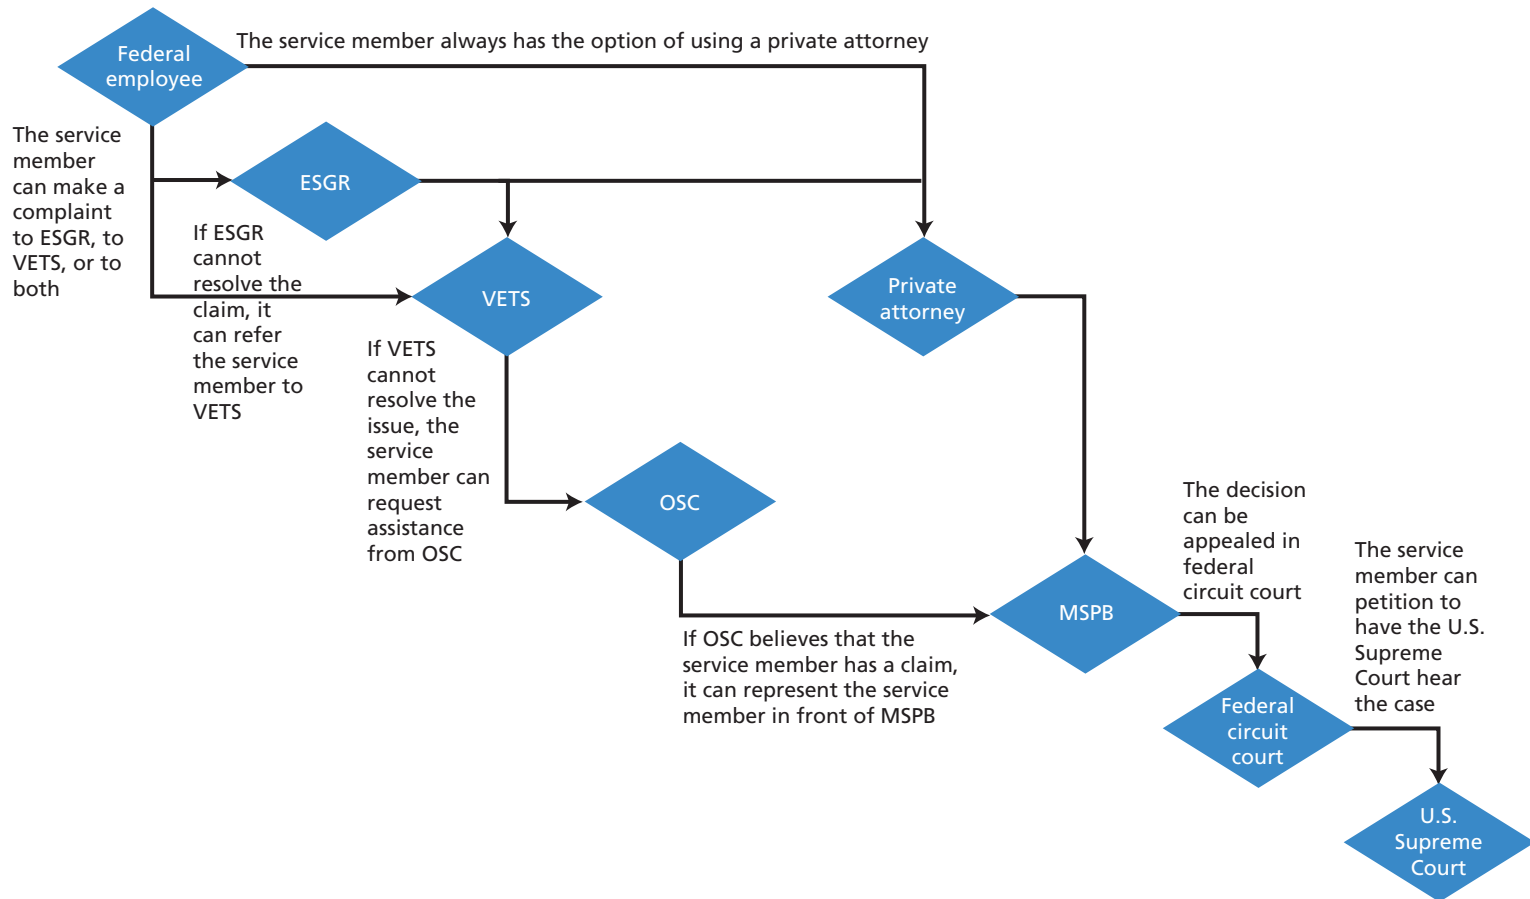 Federal
employee
The service member always has the option of using a private attorney
The service
member
can make a
complaint
to ESGR, to
VETS, or to
both
ESGR
If ESGR
cannot
resolve the
claim, it
can refer
the service
member to
VETS
VETS
Private
attorney
If VETS
cannot
resolve the
issue, the
service
member can
request
assistance
from OSC
OSC
If OSC believes that the
service member has a claim,
it can represent the service
member in front of MSPB
MSPB
The decision
can be
appealed in
federal
circuit court
Federal
circuit
court
The service
member can
petition to
have the U.S.
Supreme
Court hear
the case
U.S.
Supreme
Court